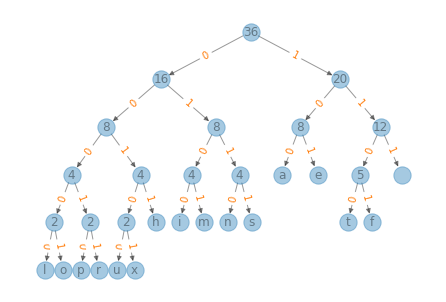 36
0 1
16 20
0 1 0 1
8 8 8 12
0 1 0 1 0 1 0 1
4 4 4 4 a e 5
0 1 0 1 0 1 0 1 0 1
2 2 2 h i m n s t f
0 1 0 1 0 1
l o p r u x